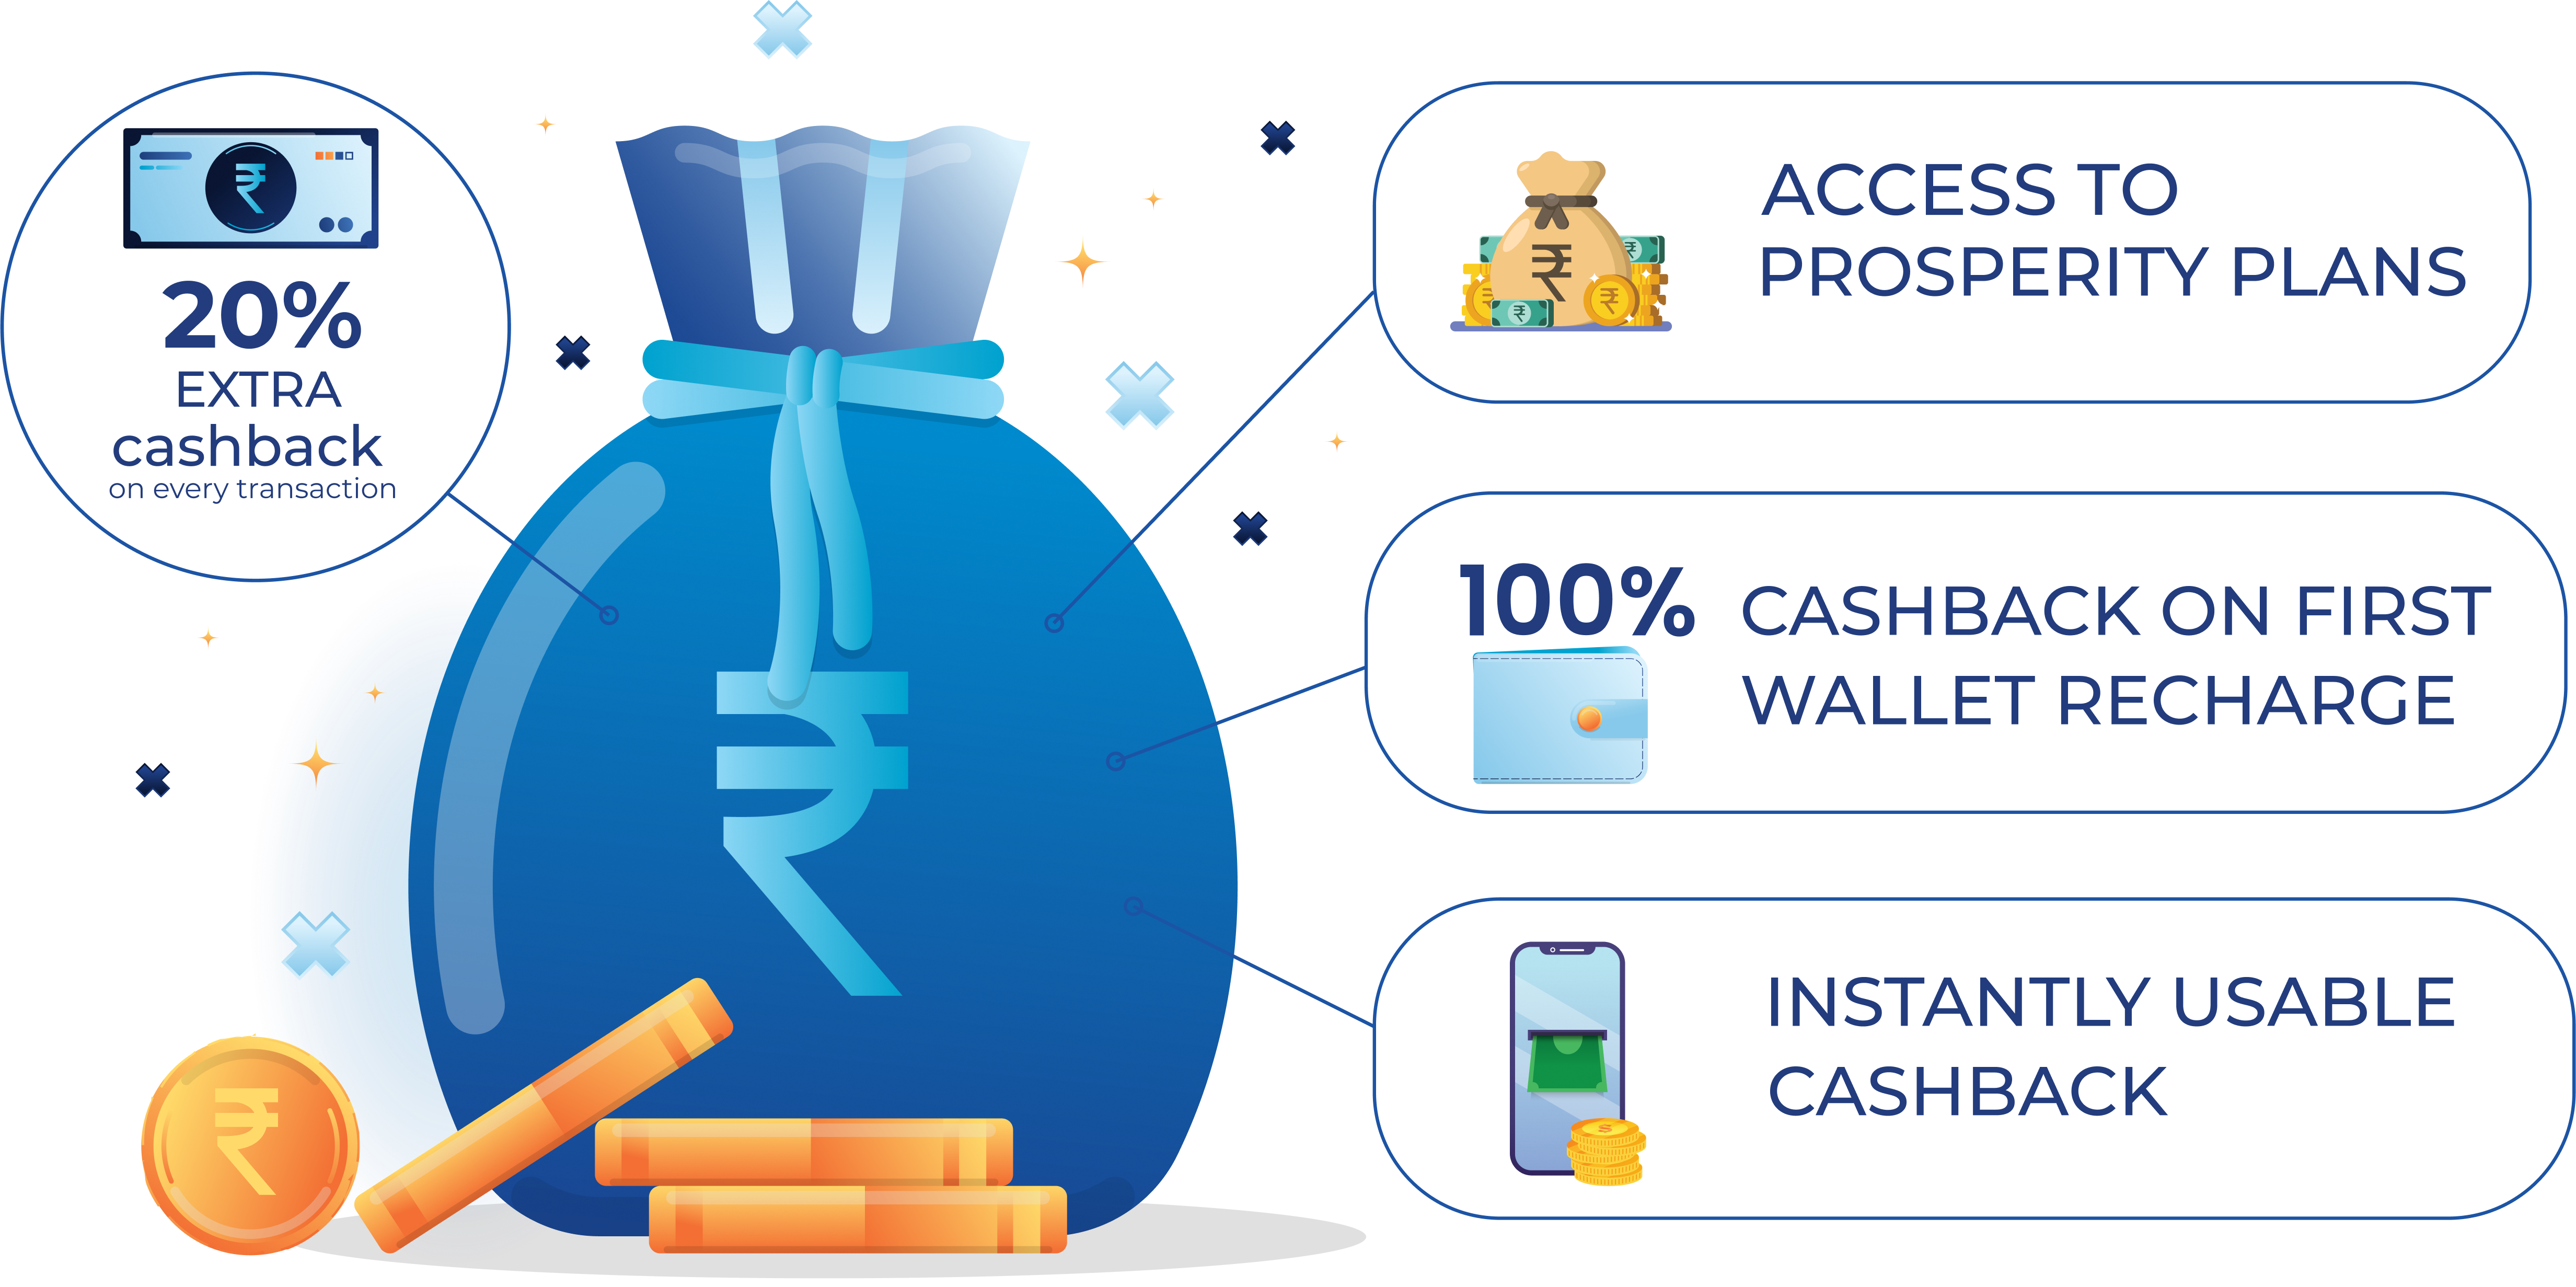 20%
EXTRA
cashback
on every transaction
ACCESS TO
PROSPERITY PLANS
100% CASHBACK ON FIRST
WALLET RECHARGE
INSTANTLY USABLE
CASHBACK
₹
₹
₹
₹
₹
₹
₹
₹
$